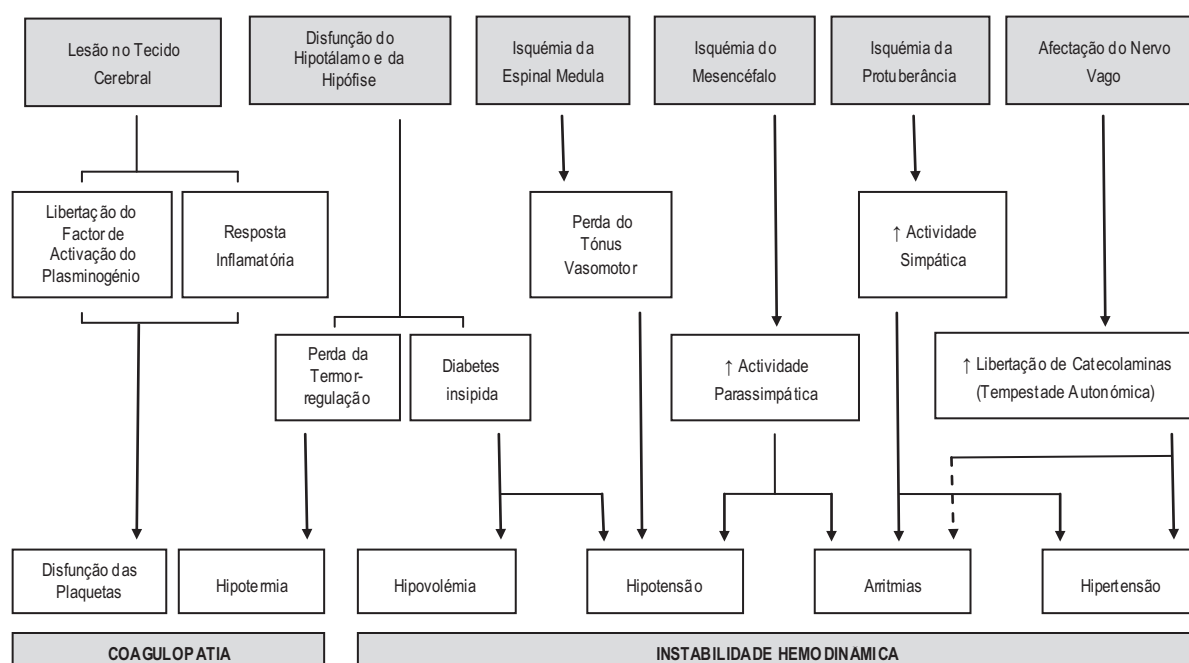 Lesão no Tecido
Cerebral
Disfunção do
Hipotálamo e da
Hipófise
Isquémia da
Espinal Medula
Isquémia do
Mesencéfalo
Isquémia da
Protuberância
Afectação do Nervo
Vago
Libertação do
Factor de
Activação do
Plasminogénio
Resposta
Inflamatória
Perda do
Tónus
Vasomotor
↑ Actividade
Simpática
Perda da
Termor-
regulação
Diabetes
insipida
↑ Actividade
Parassimpática
↑ Libertação de Catecolaminas
(Tempestade Autonómica)
Disfunção das
Plaquetas
Hipotermia
Hipovolémia
Hipotensão
Arritmias
Hipertensão
COAGULOPATIA
INSTABILIDADE HEMODINÂMICA